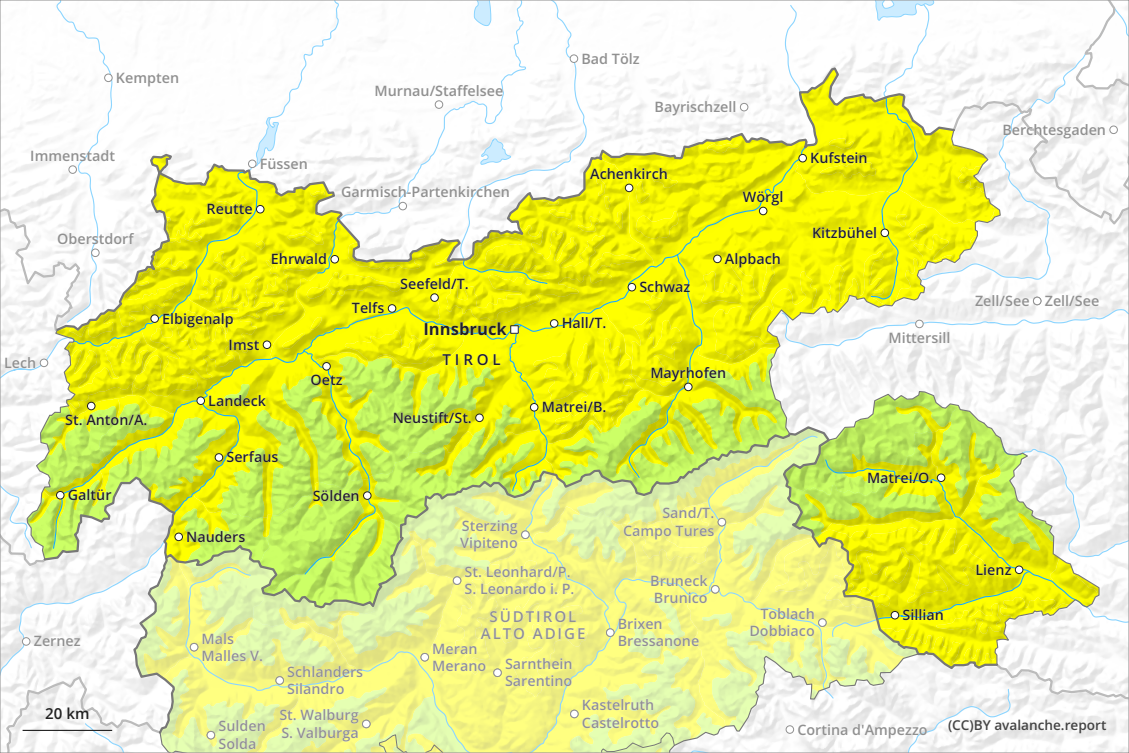 Kempten
Bad Tölz
Murnau/Staffelsee
Bayrischzell
Berchtesgaden
Immenstadt
Füssen
Kufstein
Achenkirch
Garmisch-Partenkirchen
Wörgl
Reutte
Oberstdorf
Kitzbühel
Ehrwald
Alpbach
Seefeld/T.
Schwaz
Zell/See
Zell/See
Telfs
Elbigenalp
Innsbruck
Hall/T.
Mittersill
Imst
TIROL
Lech
Oetz
Mayrhofen
Landeck
St. Anton/A.
Neustift/St.
Matrei/B.
Serfaus
Matrei/O.
Galtür
Sölden
Sand/T.
Campo Tures
Sterzing
Vipiteno
Nauders
Lienz
St. Leonhard/P.
S. Leonardo i. P.
Bruneck
Brunico
SÜDTIROL
ALTO ADIGE
Toblach
Dobbiaco
Sillian
Brixen
Bressanone
Zernez
Mals
Malles V.
Meran
Merano
Sarnthein
Sarentino
Schlanders
Silandro
Kastelruth
Castelrotto
St. Walburg
S. Valburga
Sulden
Solda
Cortina d'Ampezzo
20 km
(CC)BY avalanche.report